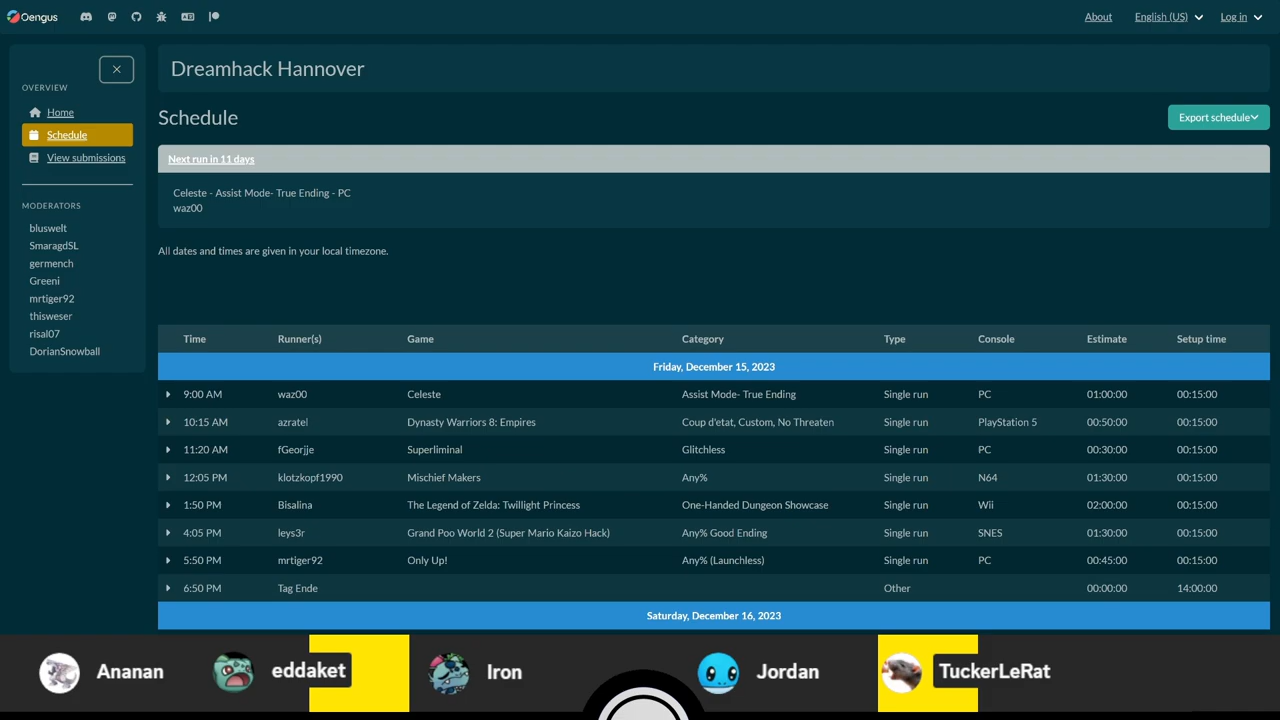 Oengus
About
English (US)
Log in
OVERVIEW
Home
Schedule
View submissions
MODERATORS
bluswelt
SmaragdSL
germench
Greeni
mrtiger92
thisweser
risal07
DorianSnowball
Dreamhack Hannover
Schedule
Export schedule
Next run in 11 days
Celeste - Assist Mode- True Ending - PC
waz00
All dates and times are given in your local timezone.
Time Runner(s) Game Category Type Console Estimate Setup time
Friday, December 15, 2023
9:00 AM waz00 Celeste Assist Mode- True Ending Single run PC 01:00:00 00:15:00
10:15 AM azratel Dynasty Warriors 8: Empires Coup d'etat, Custom, No Threaten Single run PlayStation 5 00:50:00 00:15:00
11:20 AM fGeorjje Superliminal Glitchless Single run PC 00:30:00 00:15:00
12:05 PM klotzkopf1990 Mischief Makers Any% Single run N64 01:30:00 00:15:00
1:50 PM Bisalina The Legend of Zelda: Twillight Princess One-Handed Dungeon Showcase Single run Wii 02:00:00 00:15:00
4:05 PM leys3r Grand Poo World 2 (Super Mario Kaizo Hack) Any% Good Ending Single run SNES 01:30:00 00:15:00
5:50 PM mrtiger92 Only Up! Any% (Launchless) Single run PC 00:45:00 00:15:00
6:50 PM Tag Ende Other 00:00:00 14:00:00
Saturday, December 16, 2023
Ananan eddaket Iron Jordan TuckerLeRat